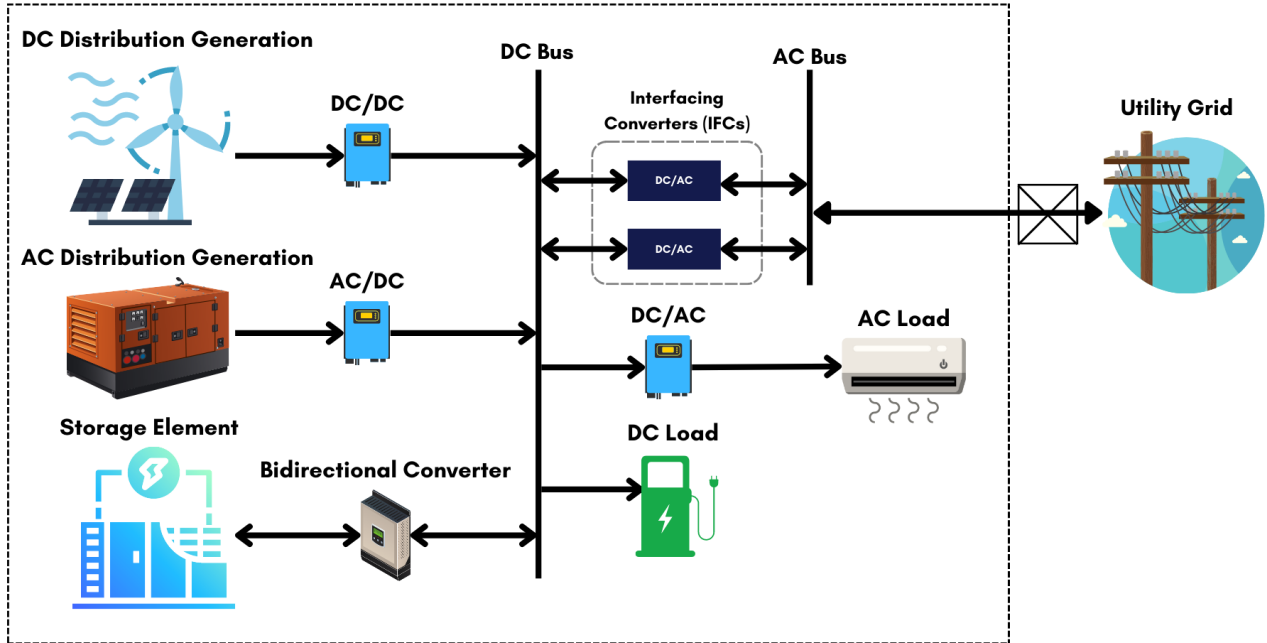 DC Distribution Generation
DC/DC
DC Bus
AC Bus
Interfacing
Converters (IFCs)
DC/AC
DC/AC
Utility Grid
AC Distribution Generation
AC/DC
DC/AC
AC Load
Storage Element
Bidirectional Converter
DC Load